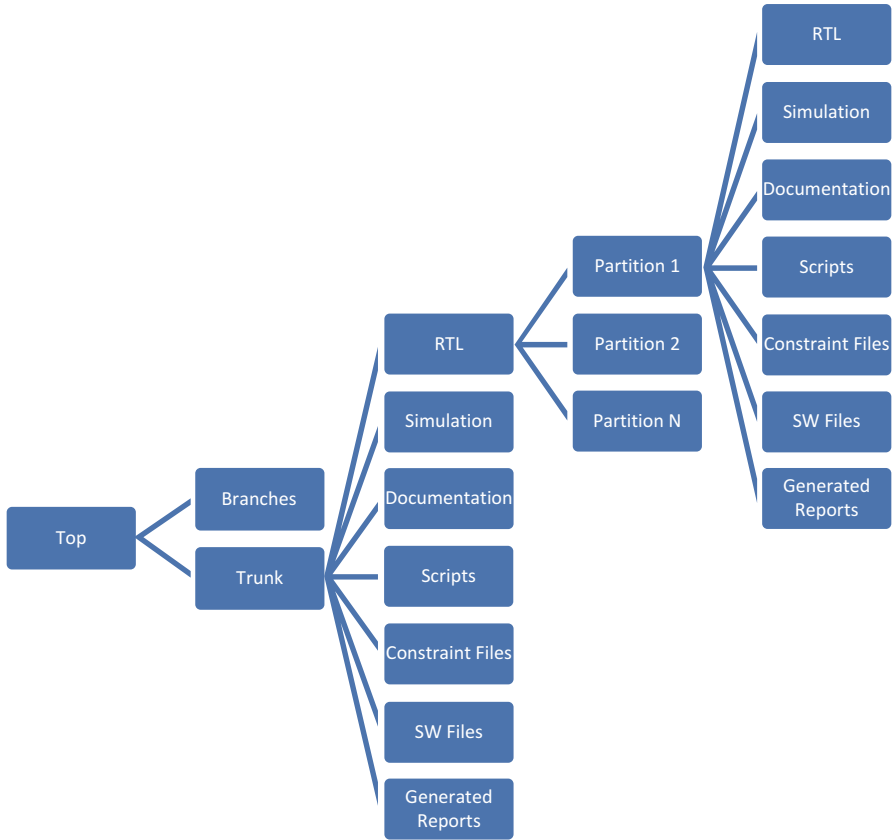 Top
Branches
Trunk
RTL
Simulation
Documentation
Scripts
Constraint Files
SW Files
Generated
Reports
Partition 1
Partition 2
Partition N
RTL
Simulation
Documentation
Scripts
Constraint Files
SW Files
Generated
Reports